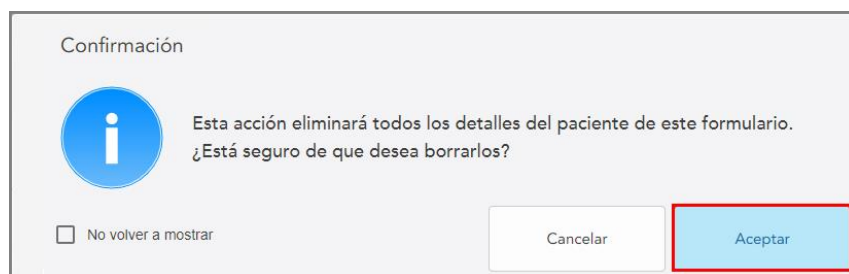 Confirmación
Esta acción eliminará todos los detalles del paciente de este formulario.
¿Está seguro de que desea borrarlos?
No volver a mostrar
Cancelar
Aceptar